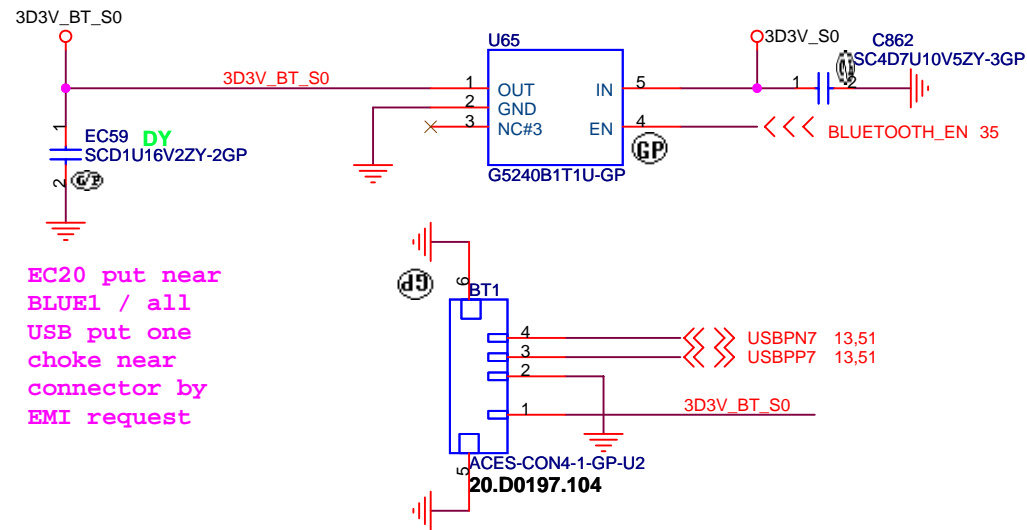 3D3V_BT_S0
3D3V_BT_S0
1
EC59 DY
SCD1U16V2ZY-2GP
2
G/P
U65
1 OUT
2 GND
3 NC#3
IN 5
EN 4
G5240B1T1U-GP
GP
3D3V_S0
C862
SC4D7U10V5ZY-3GP
1
2
BLUETOOTH_EN 35
EC20 put near
BLUE1 / all
USB put one
choke near
connector by
EMI request
GP
6
BT1
4
USBPN7 13,51
3
USBPP7 13,51
2
1
3D3V_BT_S0
5
ACES-CON4-1-GP-U2
20.D0197.104